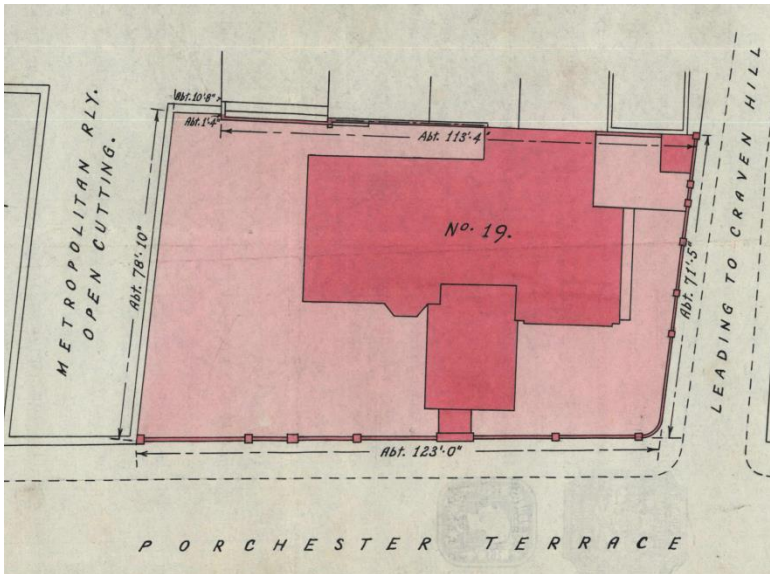 METROPOLITAN RLY.
OPEN CUTTING.
Abt. 10'-8"
Abt. 1'-4"
Abt. 113'-4"
Abt. 78'-10"
No. 19.
Abt. 71'-5"
LEADING TO CRAVEN HILL
Abt. 123'-0"
PORCHESTER TERRACE